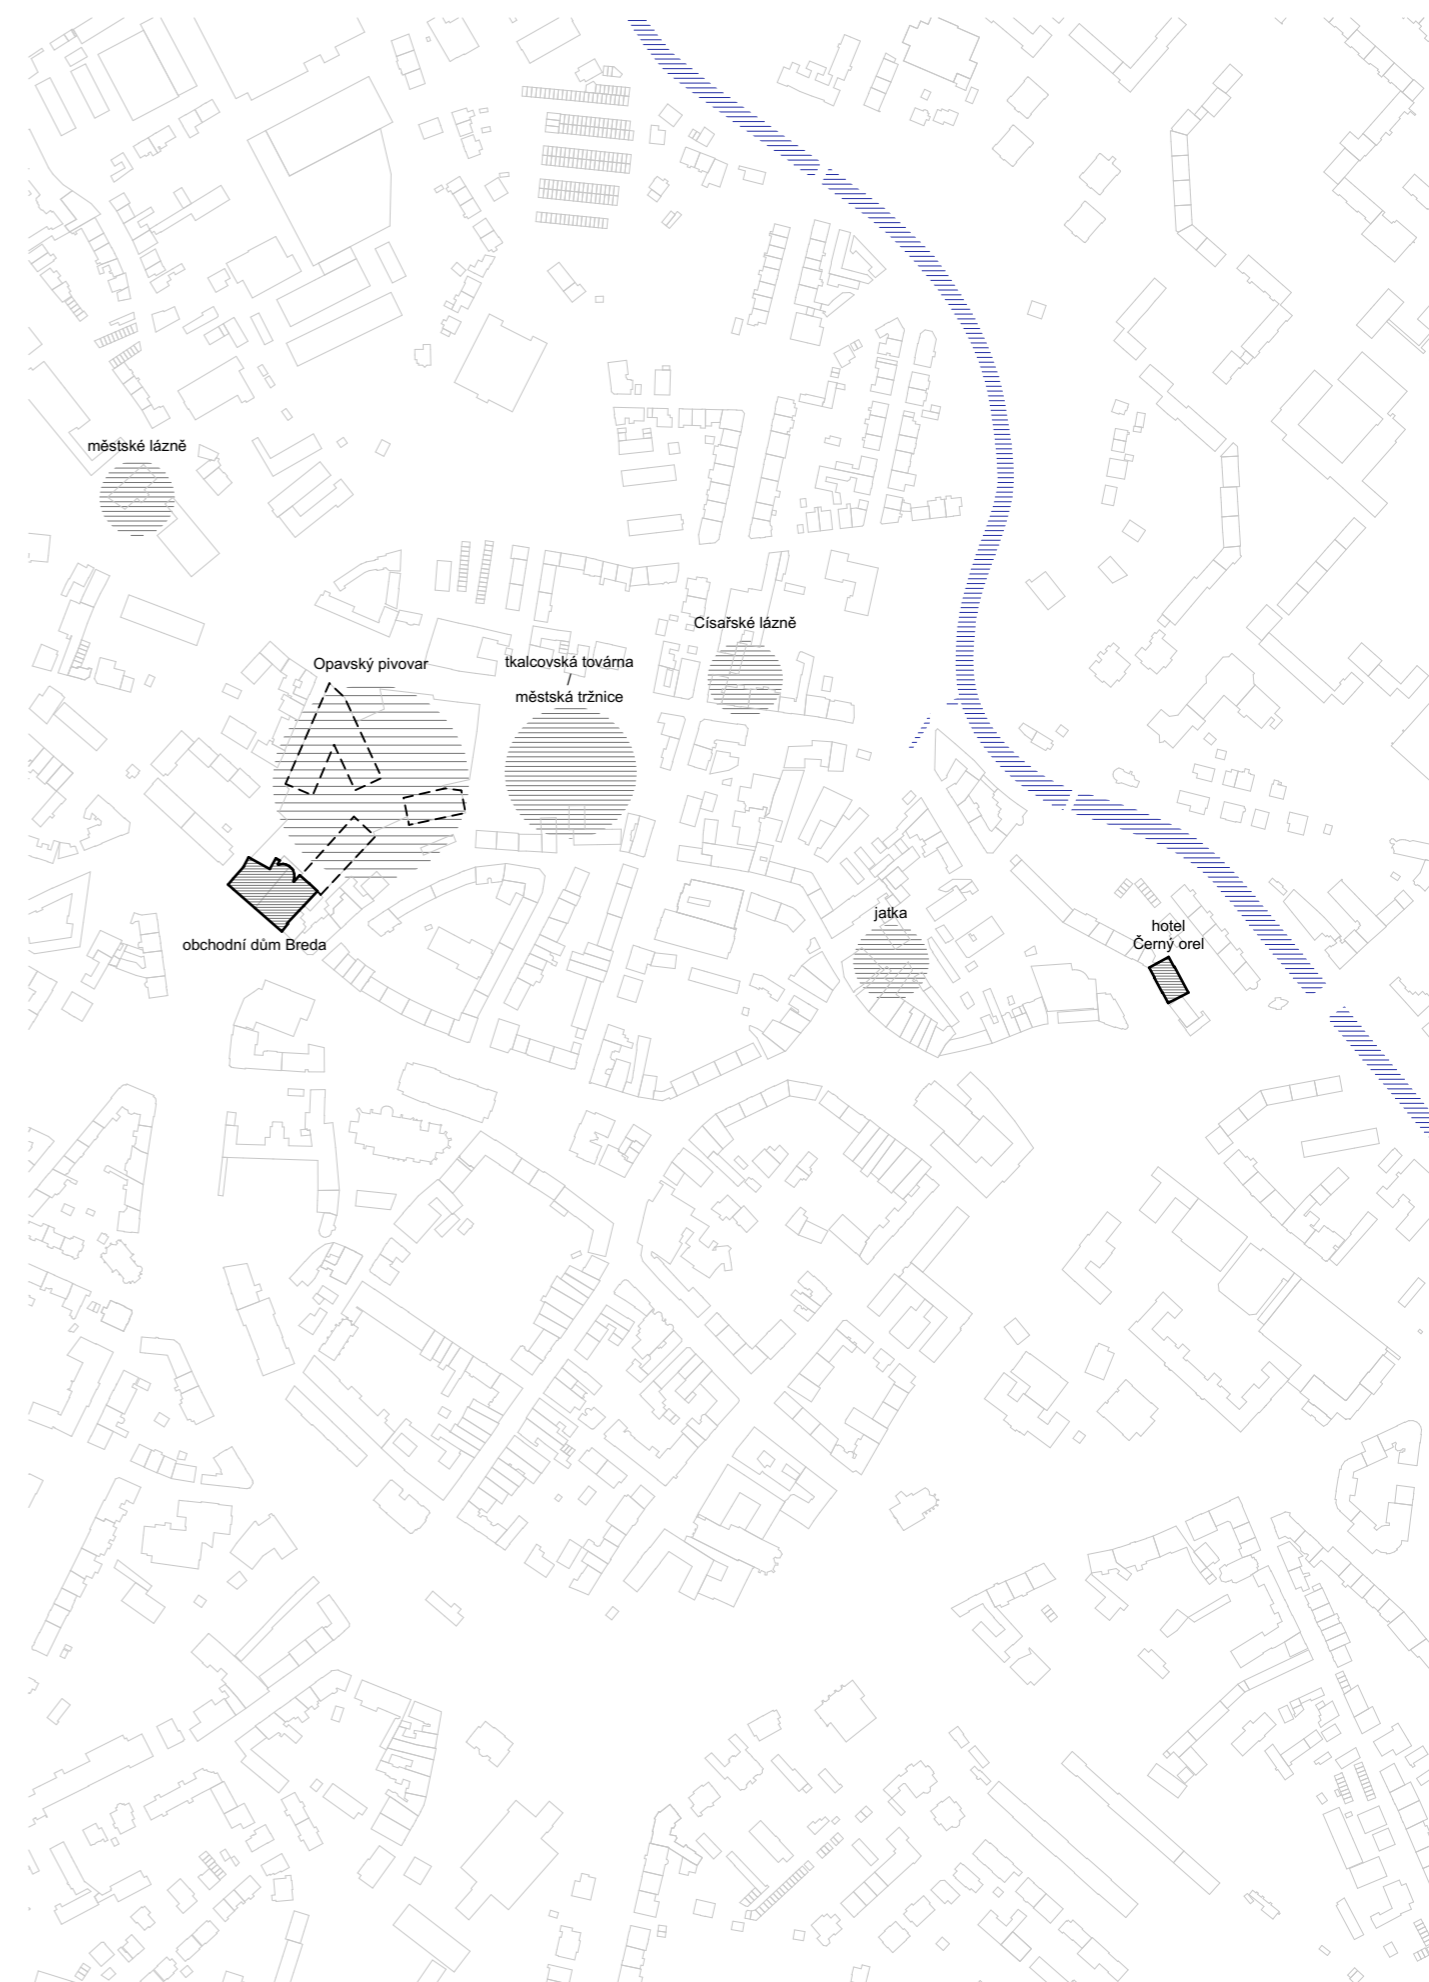 městské lázně
Císařské lázně
Opavský pivovar
tkalcovská továrna
/
městská tržnice
jatka
hotel
Černý orel
obchodní dům Breda